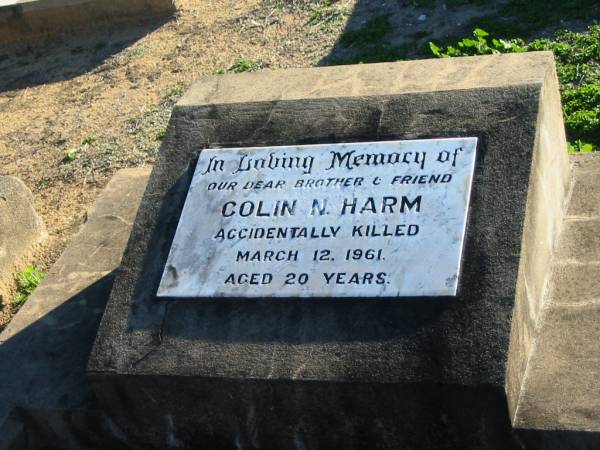 In Loving Memory of
OUR DEAR BROTHER & FRIEND
COLIN N. HARM
ACCIDENTALLY KILLED
MARCH 12, 1961.
AGED 20 YEARS.